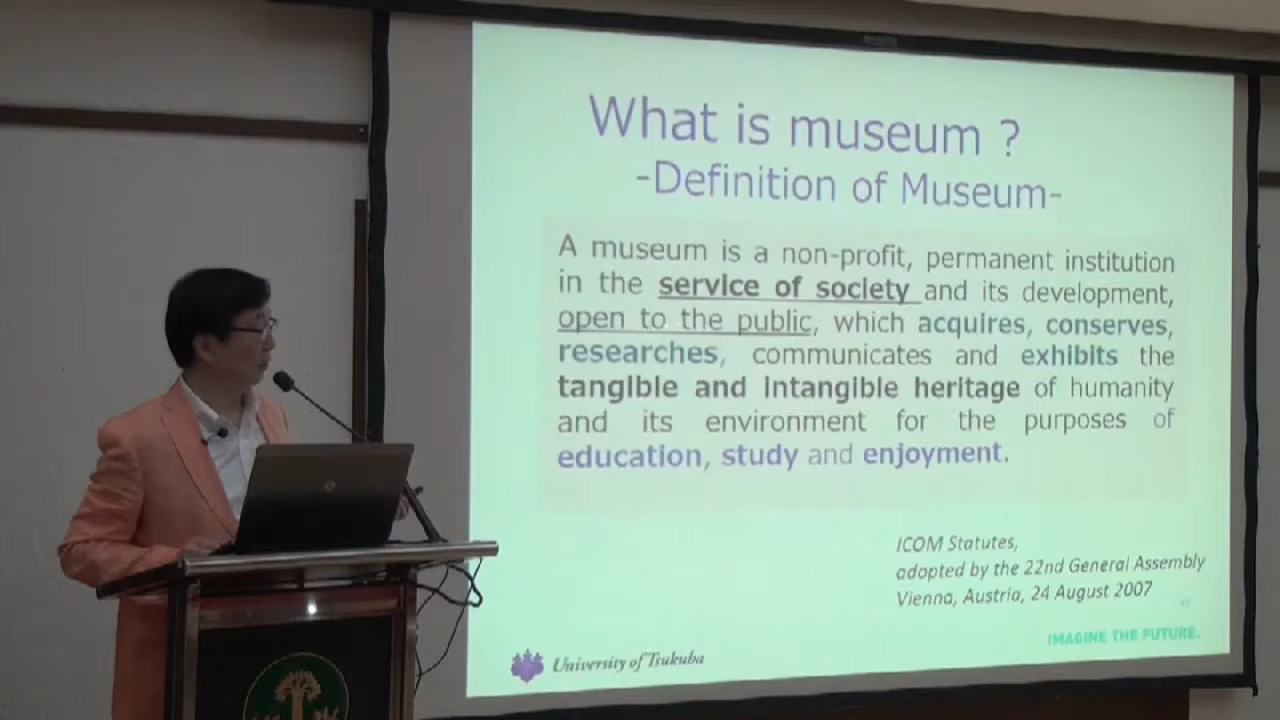 What is museum ?
-Definition of Museum-
A museum is a non-profit, permanent institution
in the service of society and its development,
open to the public, which acquires, conserves,
researches, communicates and exhibits the
tangible and intangible heritage of humanity
and its environment for the purposes of
education, study and enjoyment.
ICOM Statutes,
adopted by the 22nd General Assembly
Vienna, Austria, 24 August 2007
IMAGINE THE FUTURE.
University of Tsukuba